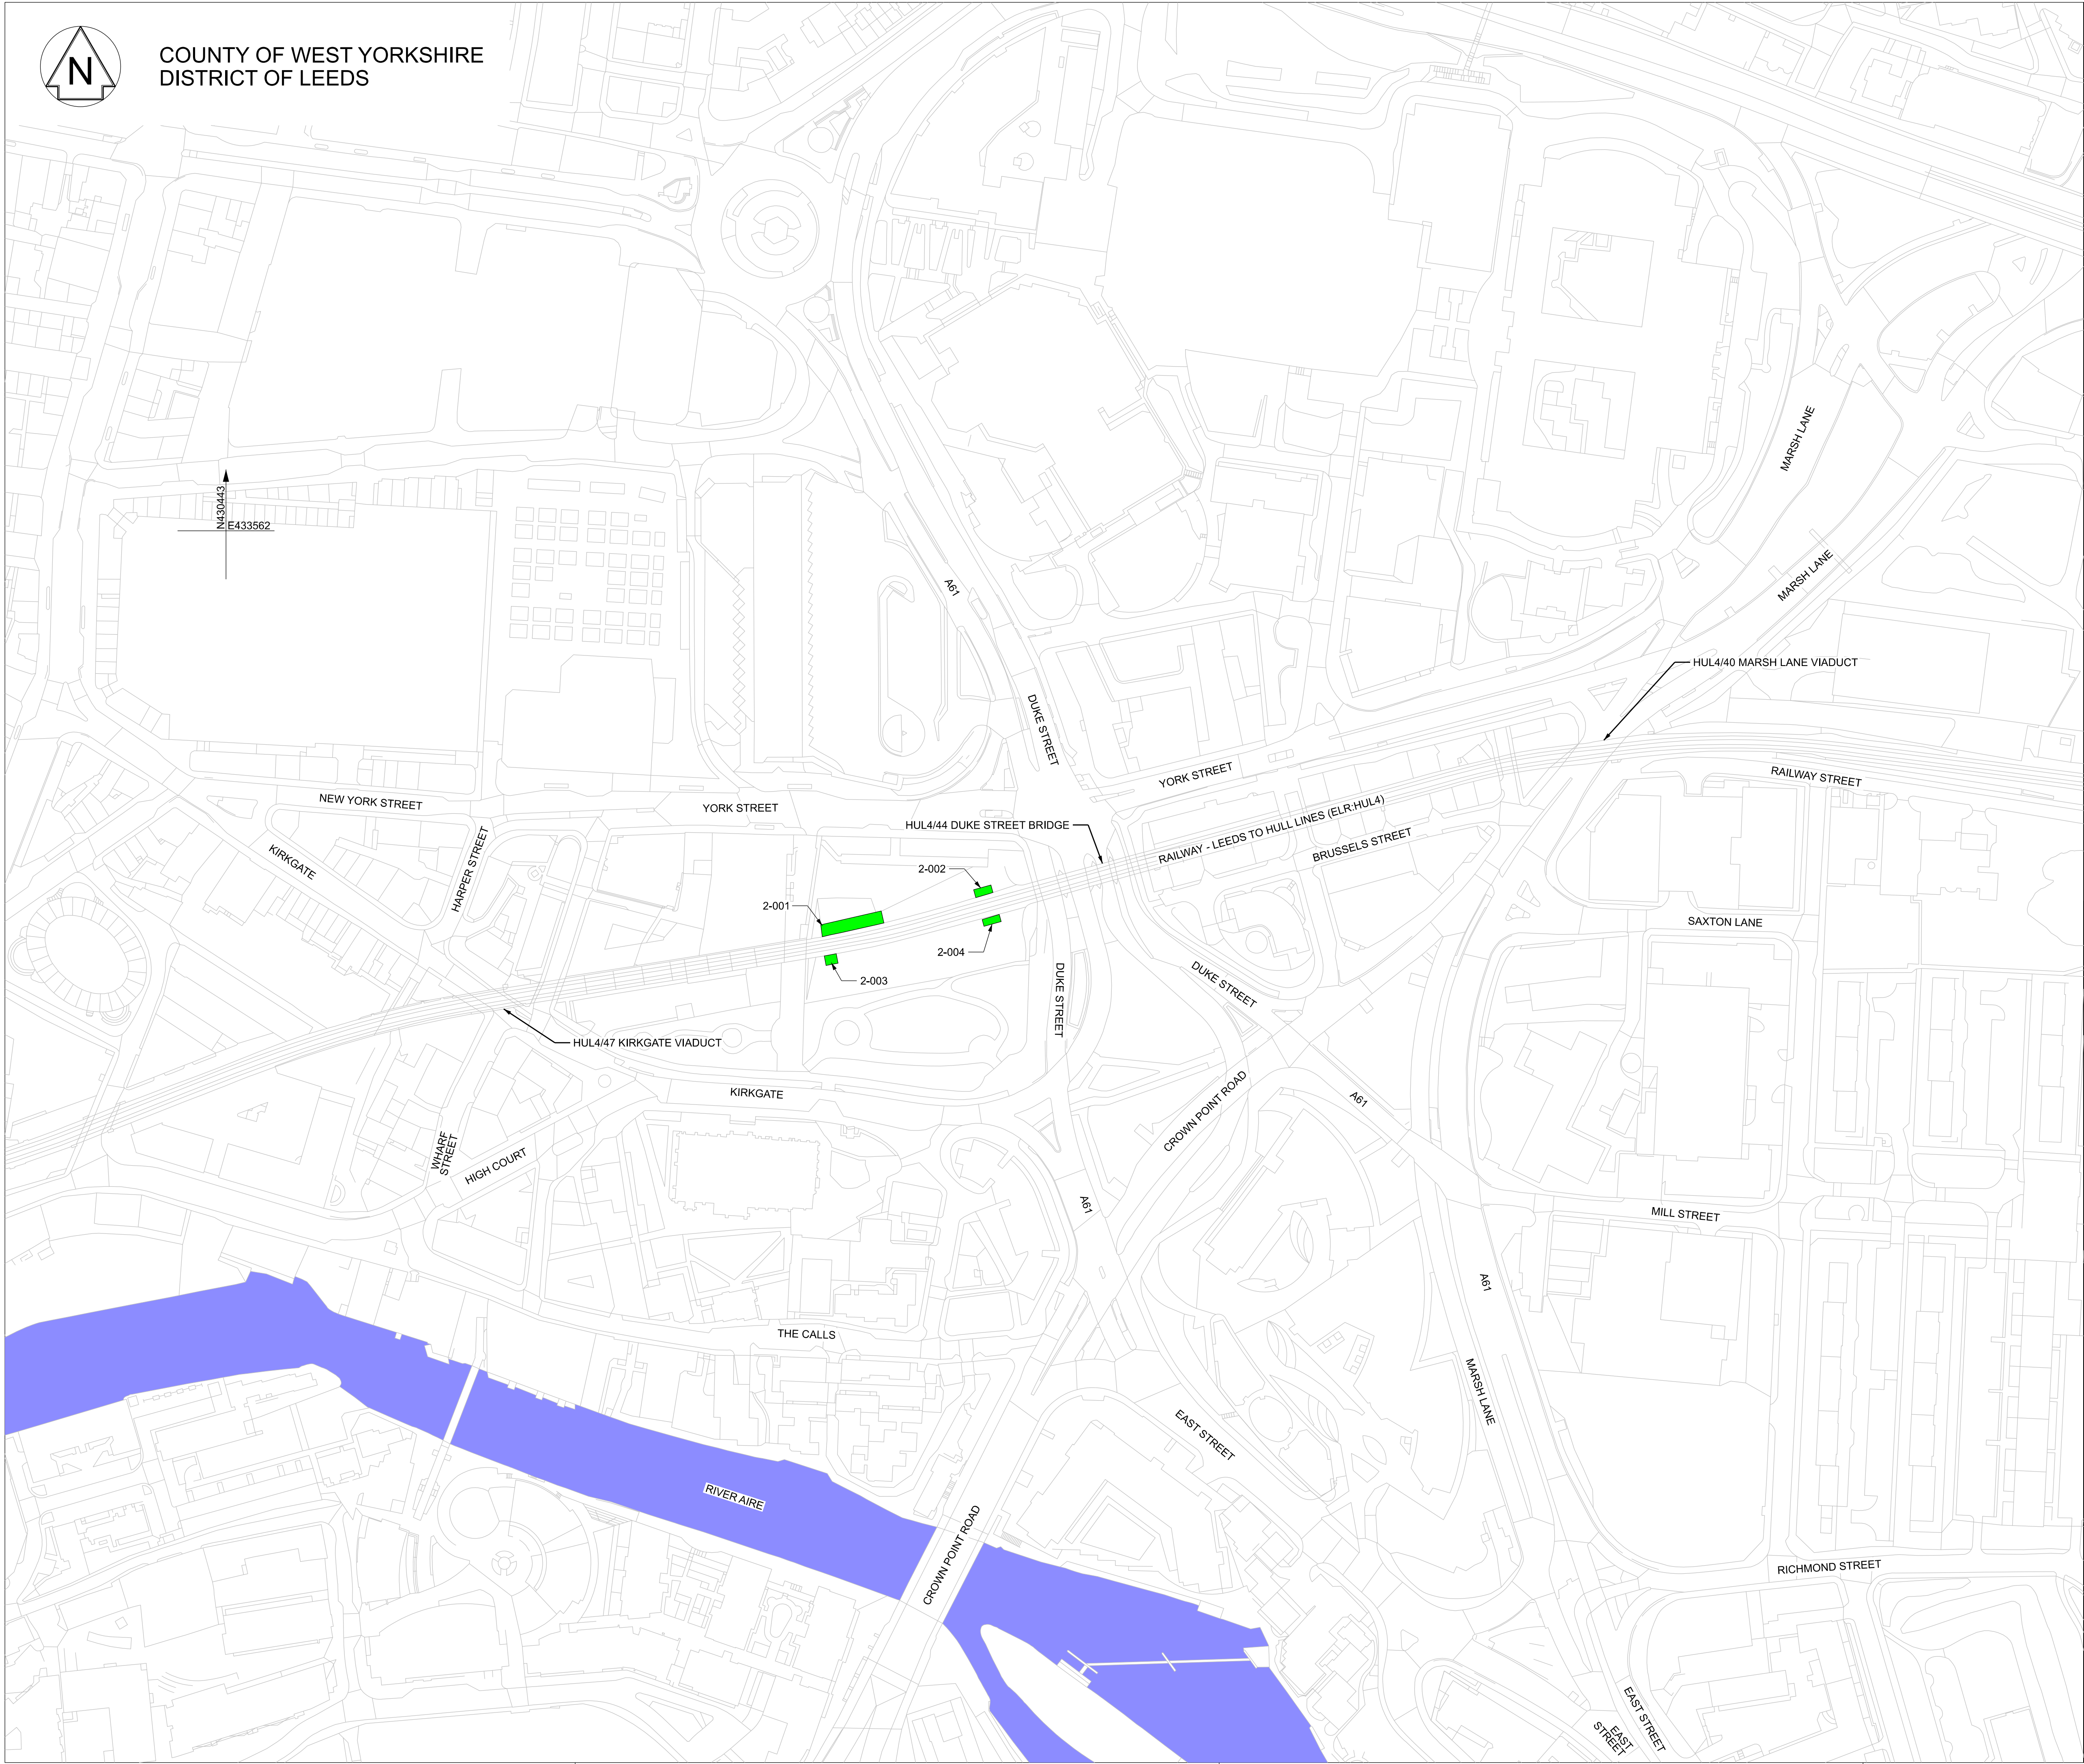 N
COUNTY OF WEST YORKSHIRE
DISTRICT OF LEEDS
MARSH LANE
N430443
E433562
A61
MARSH LANE
HUL4/40 MARSH LANE VIADUCT
DUKE STREET
YORK STREET
RAILWAY STREET
NEW YORK STREET
YORK STREET
HUL4/44 DUKE STREET BRIDGE
RAILWAY - LEEDS TO HULL LINES (ELR:HUL4)
BRUSSELS STREET
KIRKGATE
HARPER STREET
2-002
2-001
SAXTON LANE
2-004
2-003
DUKE STREET
DUKE STREET
HUL4/47 KIRKGATE VIADUCT
KIRKGATE
CROWN POINT ROAD
A61
WHARF
STREET
HIGH COURT
A61
MILL STREET
A61
THE CALLS
MARSH LANE
EAST STREET
RIVER AIRE
CROWN POINT ROAD
RICHMOND STREET
EAST STREET
EAST
STREET